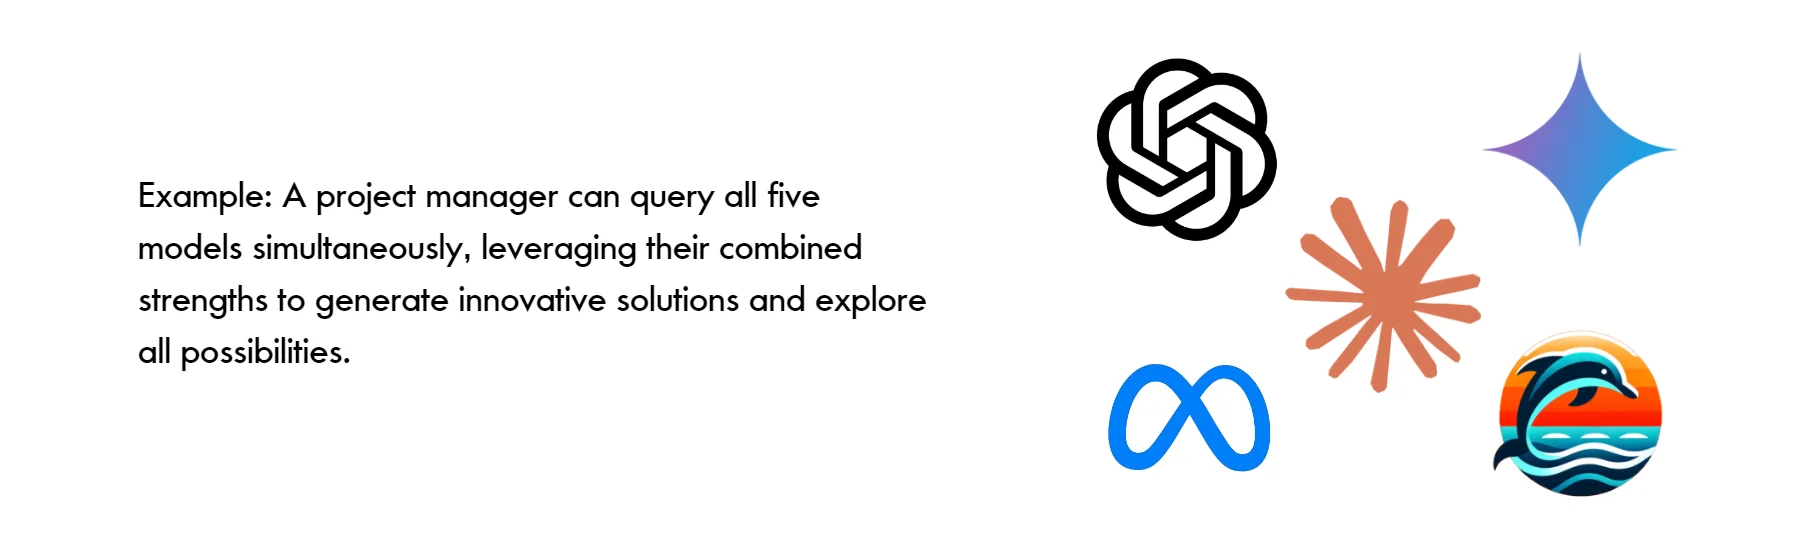 Example: A project manager can query all five
models simultaneously, leveraging their combined
strengths to generate innovative solutions and explore
all possibilities.